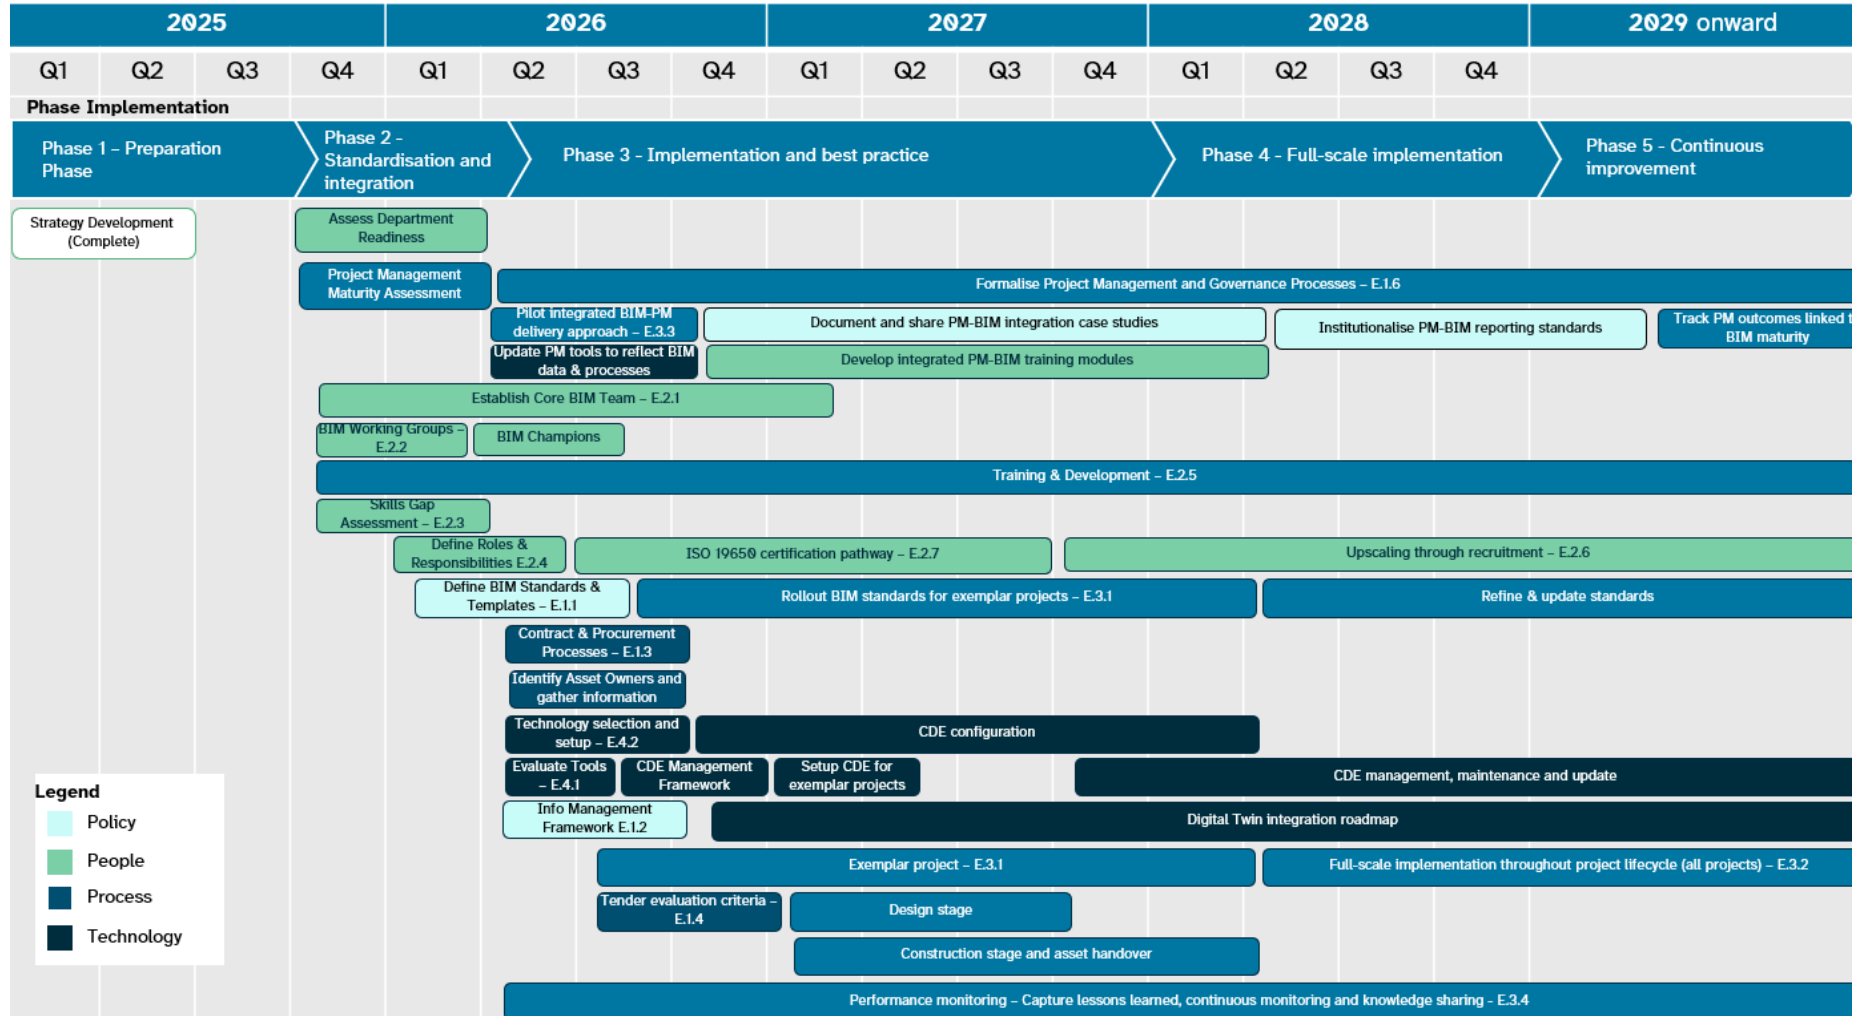 2025 2026 2027 2028 2029 onward
Q1 Q2 Q3 Q4 Q1 Q2 Q3 Q4 Q1 Q2 Q3 Q4 Q1 Q2 Q3 Q4
Phase Implementation
Phase 1 – Preparation
Phase
Phase 2 -
Standardisation and
integration
Phase 3 - Implementation and best practice
Phase 4 - Full-scale implementation
Phase 5 - Continuous
improvement
Strategy Development
(Complete)
Assess Department
Readiness
Project Management
Maturity Assessment
Formalise Project Management and Governance Processes – E.1.6
Pilot integrated BIM-PM
delivery approach – E.3.3
Document and share PM-BIM integration case studies
Institutionalise PM-BIM reporting standards
Track PM outcomes linked t
BIM maturity
Update PM tools to reflect BIM
data & processes
Develop integrated PM-BIM training modules
Establish Core BIM Team – E.2.1
BIM Working Groups –
E.2.2
BIM Champions
Training & Development – E.2.5
Skills Gap
Assessment – E.2.3
Define Roles &
Responsibilities E.2.4
ISO 19650 certification pathway – E.2.7
Upscaling through recruitment – E.2.6
Define BIM Standards &
Templates – E.1.1
Rollout BIM standards for exemplar projects – E.3.1
Refine & update standards
Contract & Procurement
Processes – E.1.3
Identify Asset Owners and
gather information
Technology selection and
setup – E.4.2
CDE configuration
Evaluate Tools
– E.4.1
CDE Management
Framework
Setup CDE for
exemplar projects
CDE management, maintenance and update
Info Management
Framework E.1.2
Digital Twin integration roadmap
Exemplar project – E.3.1
Full-scale implementation throughout project lifecycle (all projects) – E.3.2
Tender evaluation criteria –
E.1.4
Design stage
Construction stage and asset handover
Performance monitoring – Capture lessons learned, continuous monitoring and knowledge sharing - E.3.4
Legend
Policy
People
Process
Technology